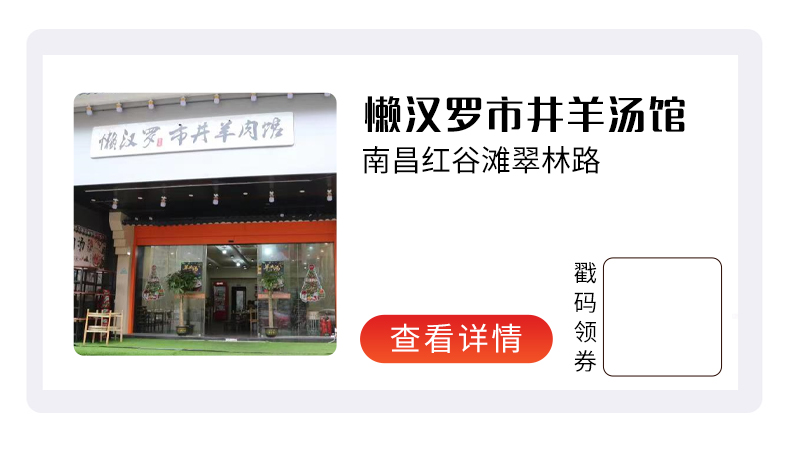 懒汉罗市井羊肉馆
懒汉罗市井羊汤馆
南昌红谷滩翠林路
查看详情
戳码领券